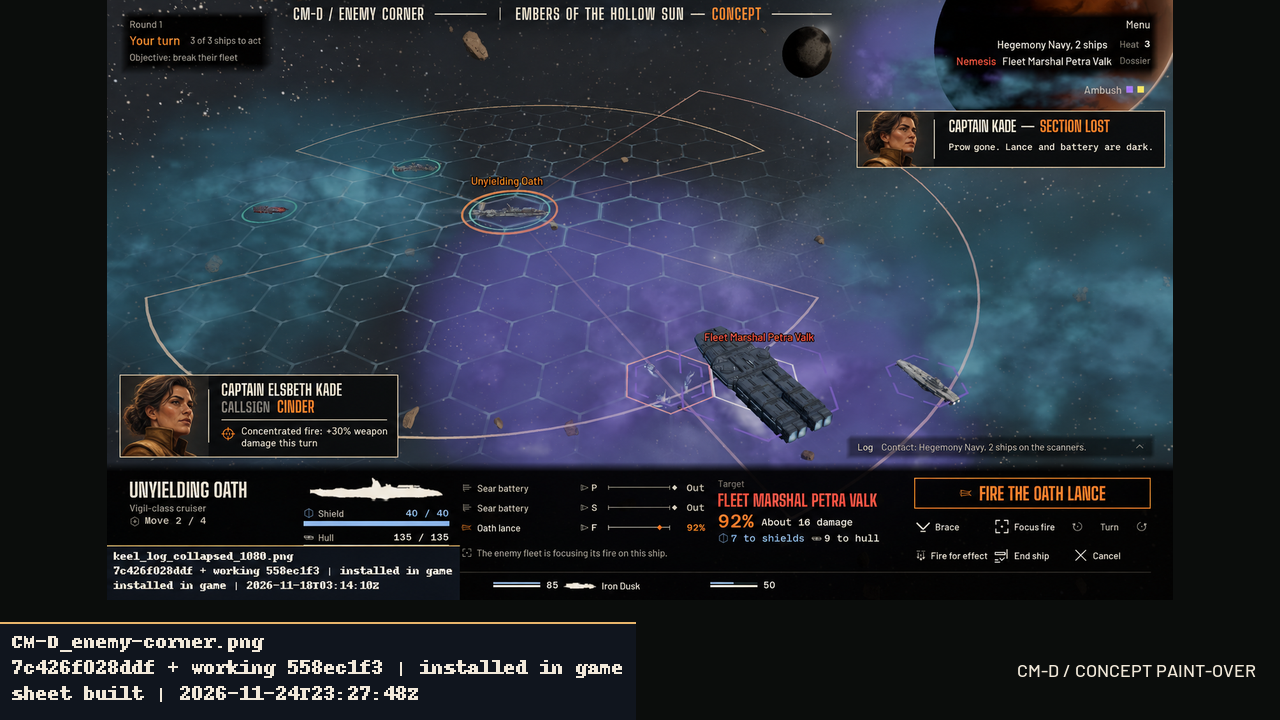 CM-D / ENEMY CORNER | EMBERS OF THE HOLLOW SUN — CONCEPT
Round 1
Your turn 3 of 3 ships to act
Objective: break their fleet
Menu
Hegemony Navy, 2 ships Heat 3
Nemesis Fleet Marshal Petra Valk Dossier
Ambush
CAPTAIN KADE — SECTION LOST
Prow gone. Lance and battery are dark.
Unyielding Oath
Fleet Marshal Petra Valk
CAPTAIN ELSBETH KADE
CALLSIGN CINDER
Concentrated fire: +30% weapon
damage this turn
Log Contact: Hegemony Navy, 2 ships on the scanners.
UNYIELDING OATH
Vigil-class cruiser
Move 2 / 4
Shield 40 / 40
Hull 135 / 135
Sear battery P Out
Sear battery S Out
Oath lance F 92%
The enemy fleet is focusing its fire on this ship.
Target
FLEET MARSHAL PETRA VALK
92% About 16 damage
7 to shields 9 to hull
FIRE THE OATH LANCE
Brace Focus fire Turn
Fire for effect End ship Cancel
85 Iron Dusk 50
keel_log_collapsed_1080.png
7c426f028ddf + working 558ec1f3 | installed in game
installed in game | 2026-11-18T03:14:10Z
CM-D_enemy-corner.png
7c426f028ddf + working 558ec1f3 | installed in game
sheet built | 2026-11-24T23:27:48Z
CM-D / CONCEPT PAINT-OVER